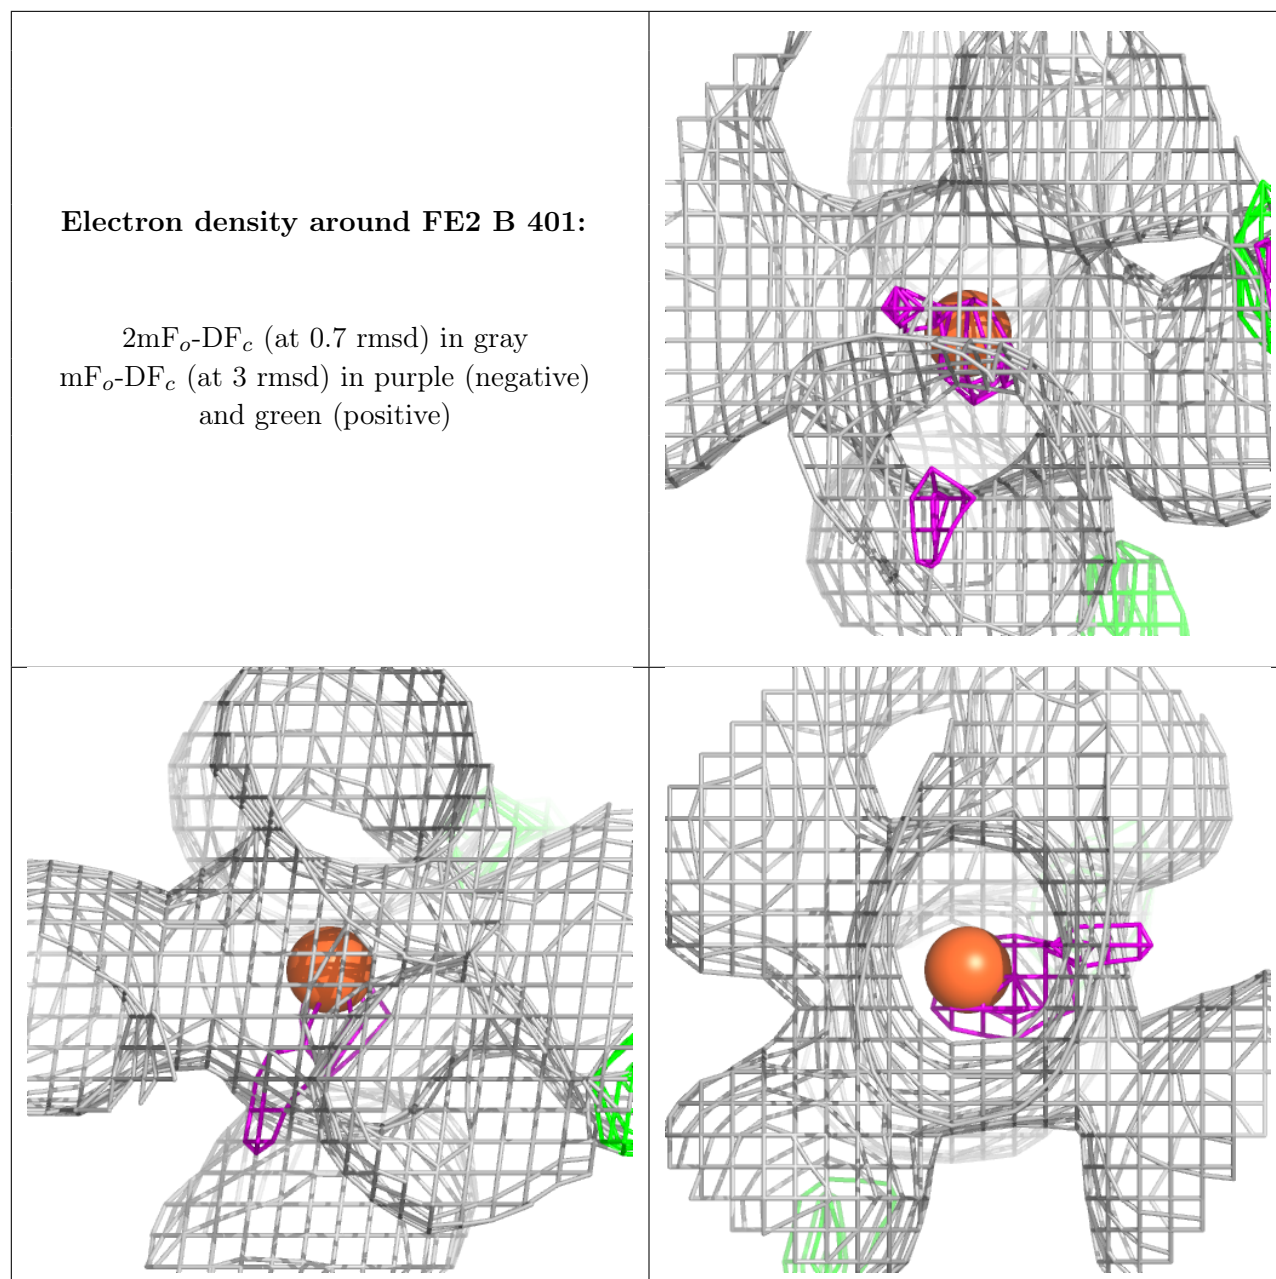 Electron density around FE2 B 401:
2mFo-DFc (at 0.7 rmsd) in gray
mFo-DFc (at 3 rmsd) in purple (negative)
and green (positive)